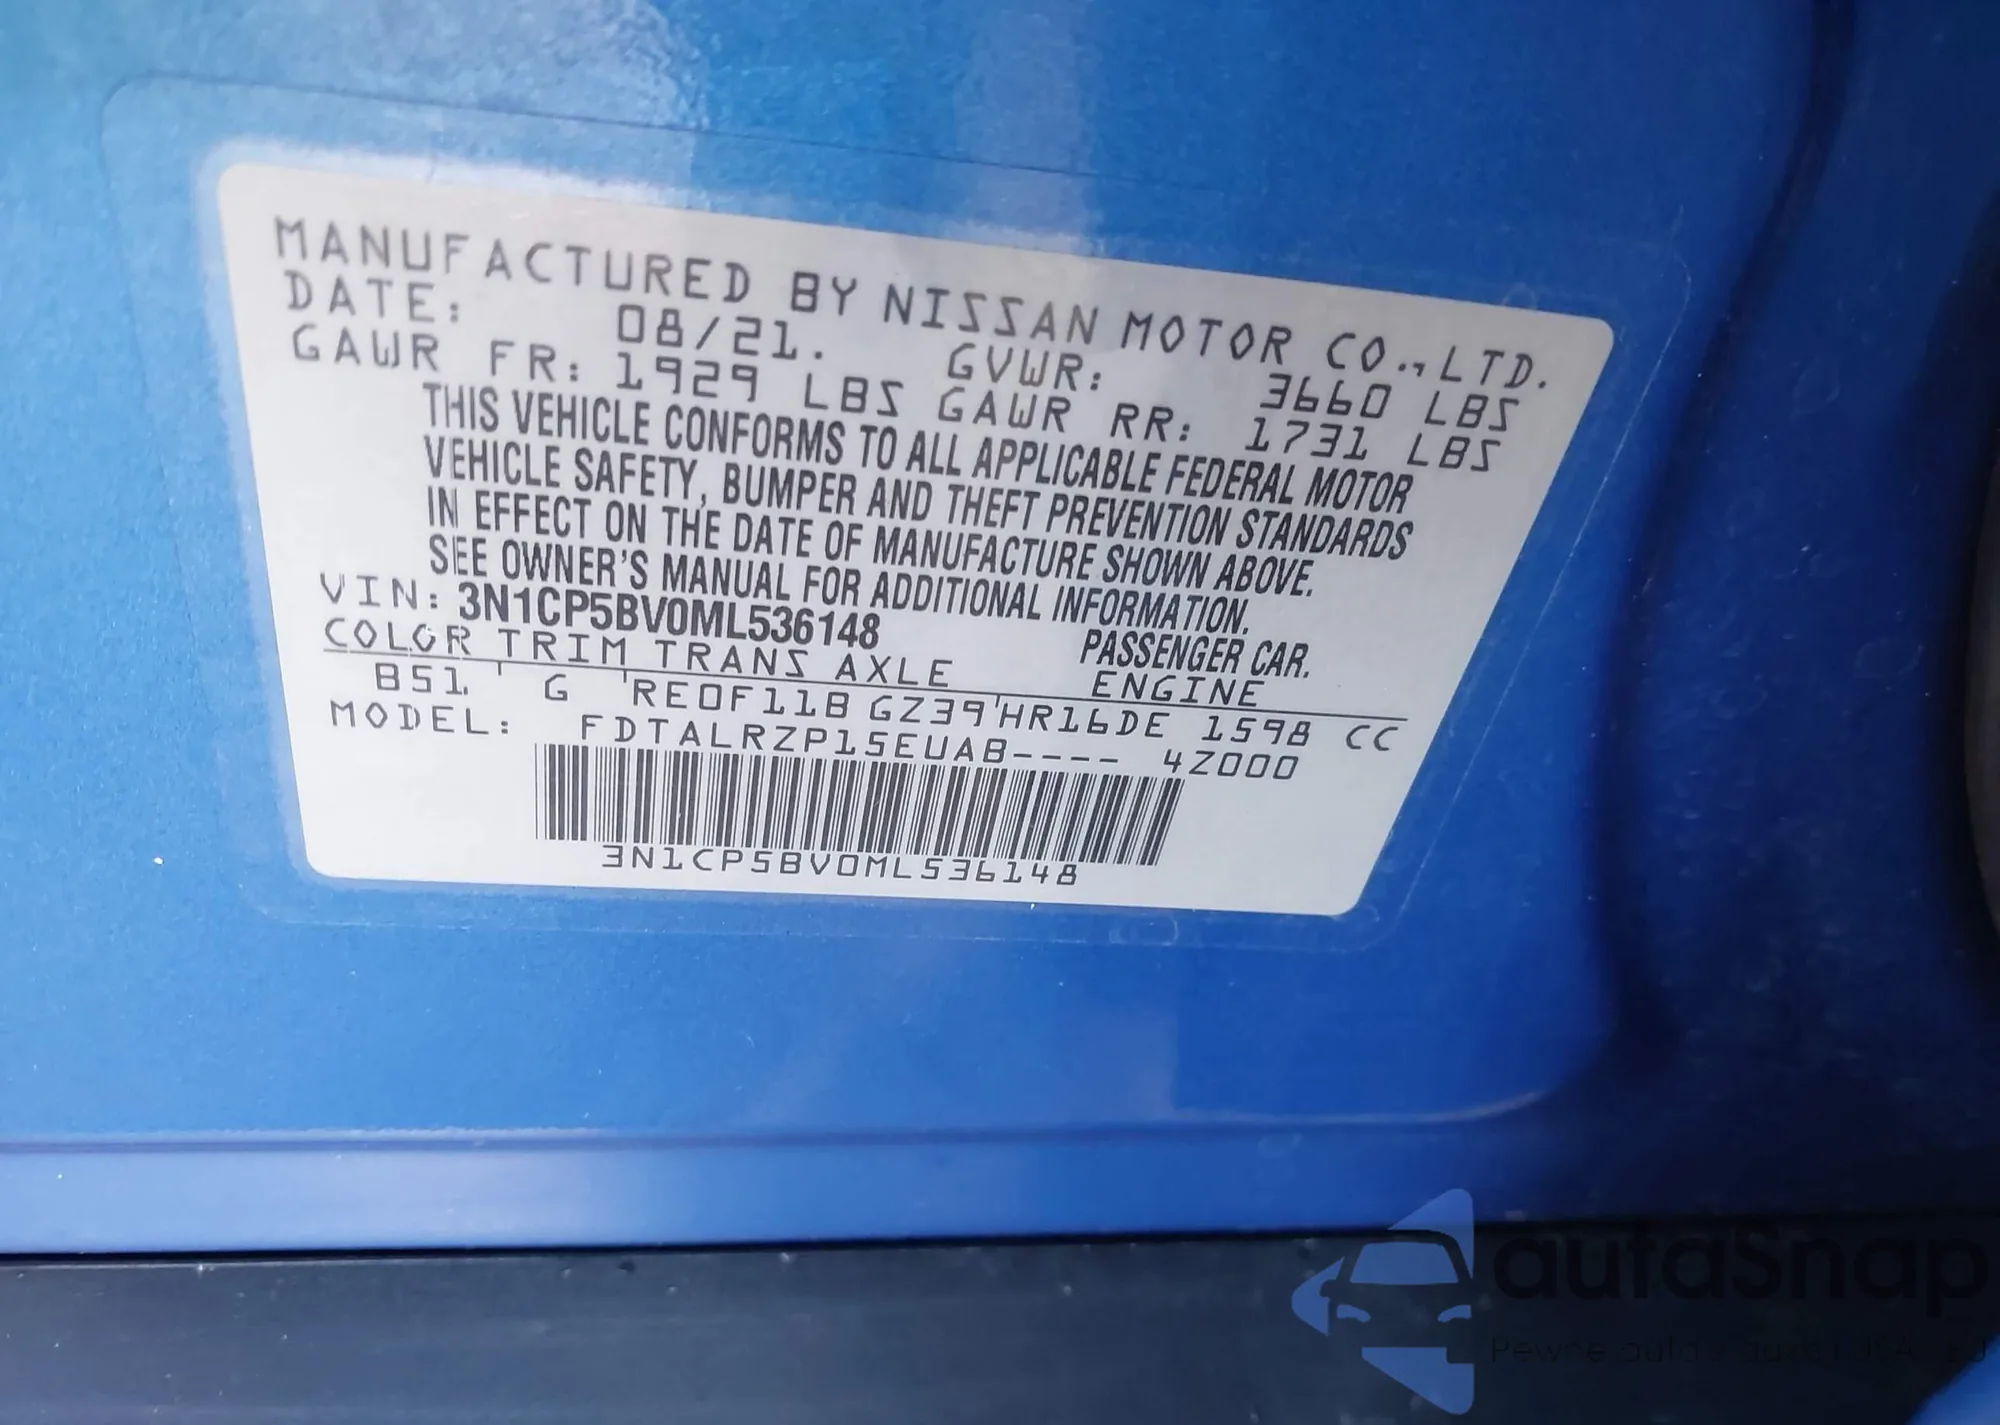 MANUFACTURED BY NISSAN MOTOR CO., LTD.
DATE: 08/21. GVWR: 3660 LBS
GAWR FR: 1929 LBS GAWR RR: 1731 LBS
THIS VEHICLE CONFORMS TO ALL APPLICABLE FEDERAL MOTOR
VEHICLE SAFETY, BUMPER AND THEFT PREVENTION STANDARDS
IN EFFECT ON THE DATE OF MANUFACTURE SHOWN ABOVE.
SEE OWNER'S MANUAL FOR ADDITIONAL INFORMATION.
VIN: 3N1CP5BV0ML536148 PASSENGER CAR.
COLOR TRIM TRANS AXLE ENGINE
B51 G RE0F11B GZ39 HR16DE 1598 CC
MODEL: FDTALRZP15EUAB---- 4Z000
3N1CP5BV0ML536148
autaSnap
Pewne auta